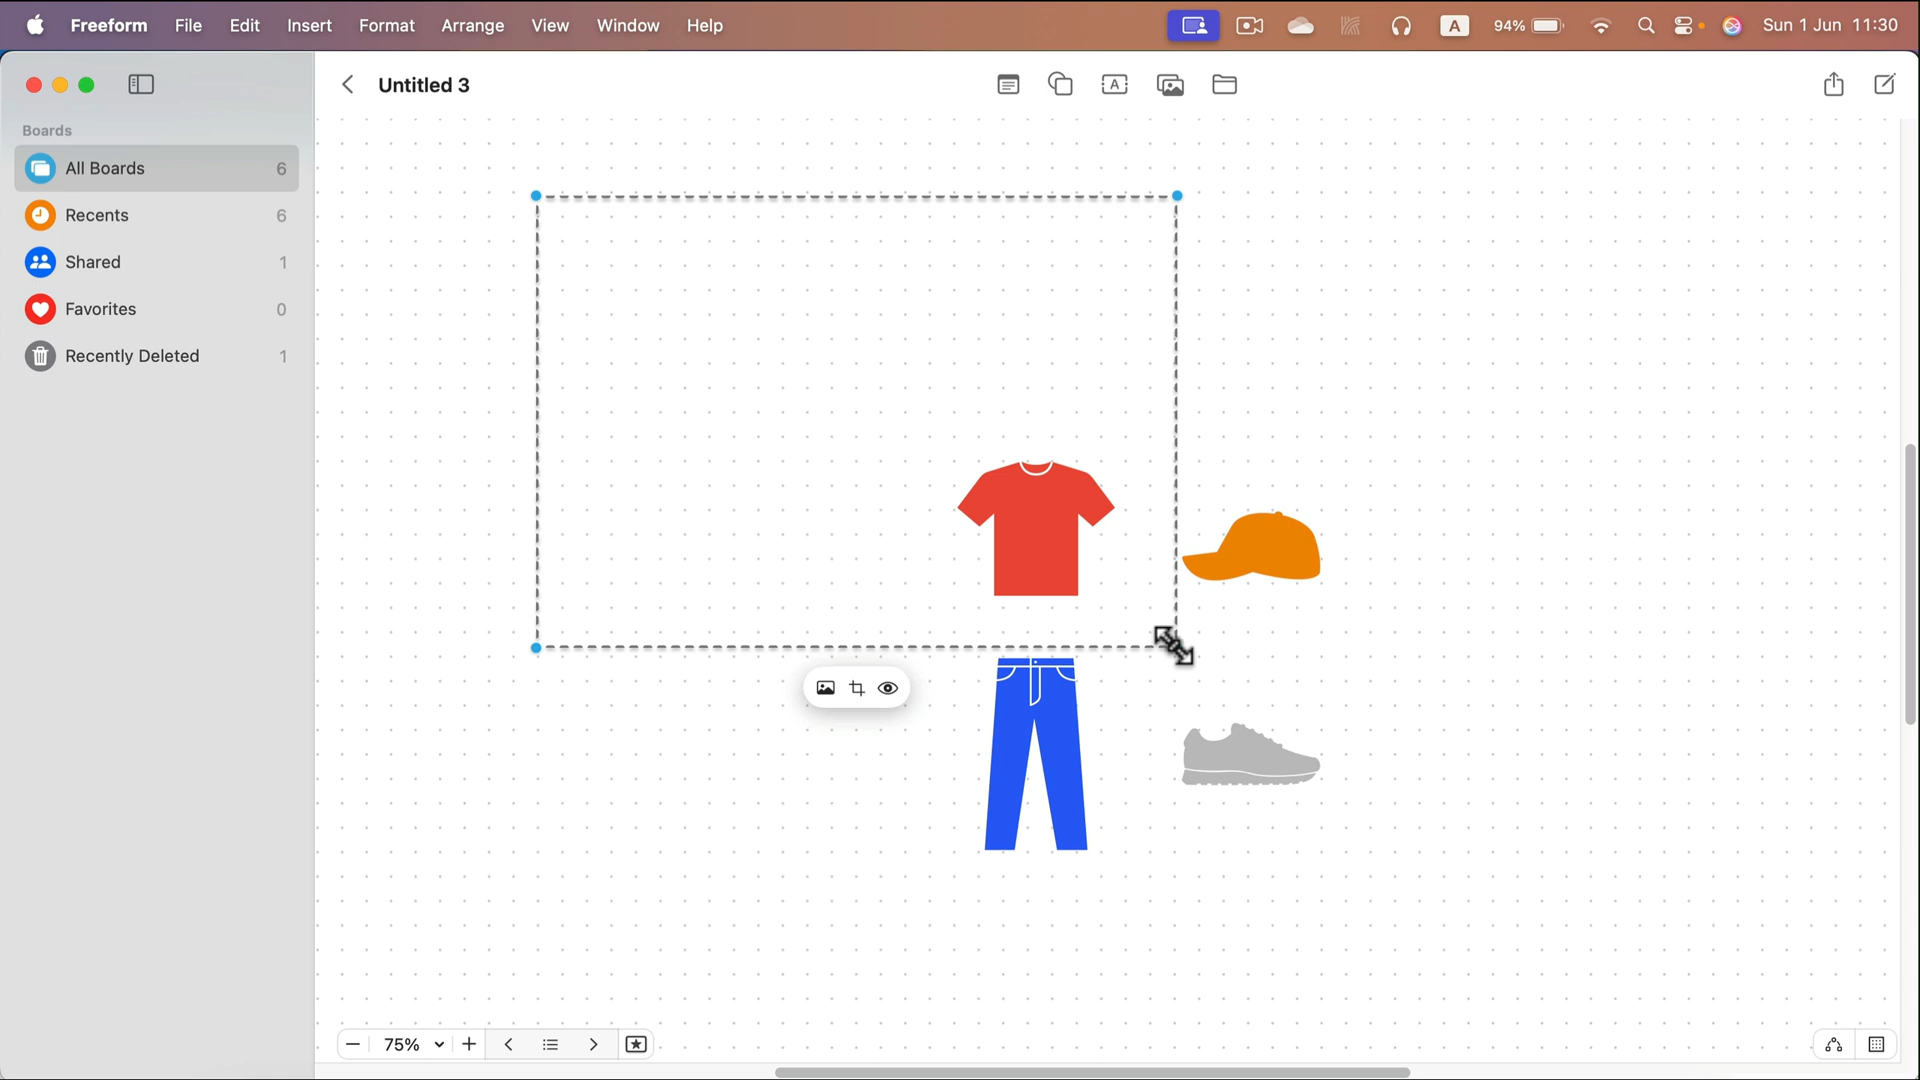 Freeform File Edit Insert Format Arrange View Window Help A 94% Sun 1 Jun 11:30
Untitled 3 A
Boards
All Boards 6
Recents 6
Shared 1
Favorites 0
Recently Deleted 1
75%